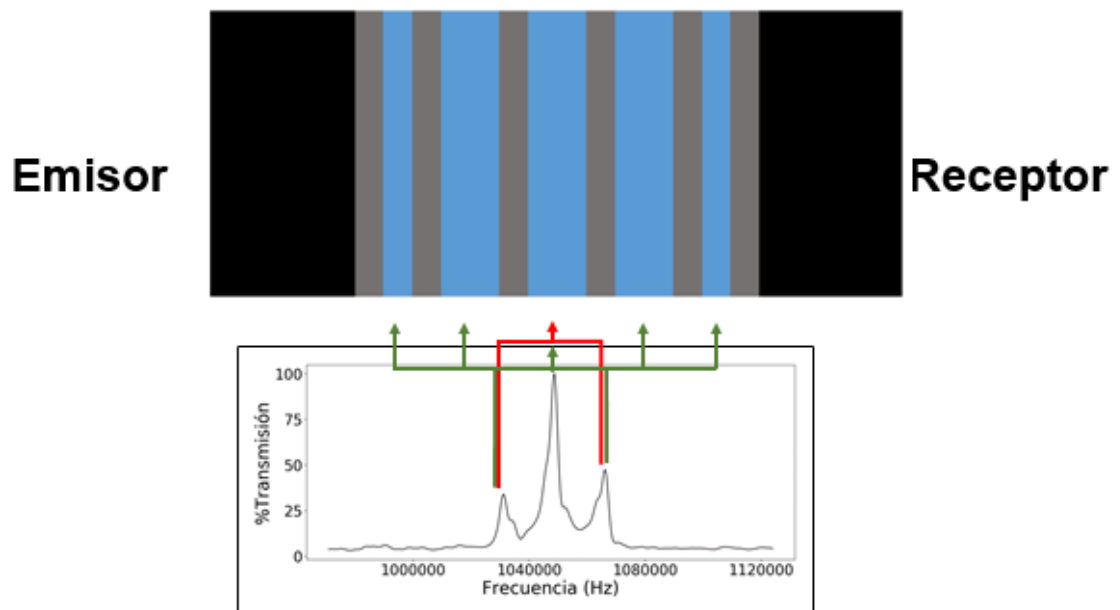 Emisor
Receptor
100
75
50
25
0
%Transmisión
1000000
1040000
1080000
1120000
Frecuencia (Hz)